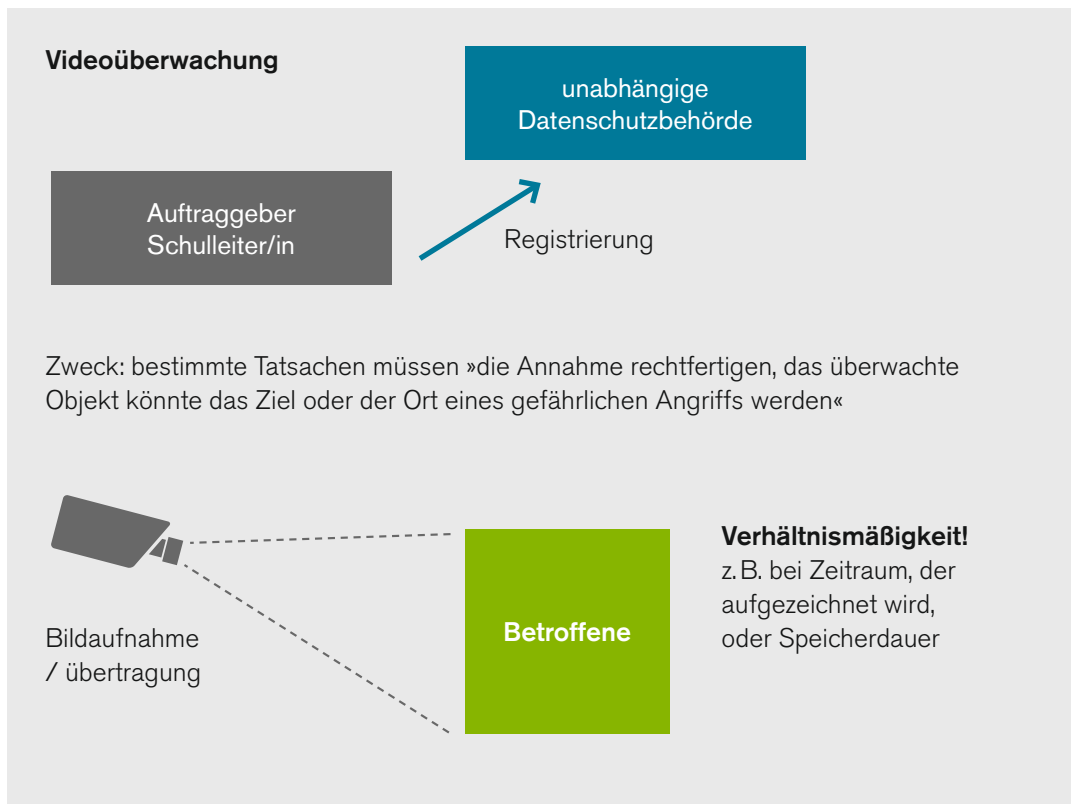 Videoüberwachung
unabhängige
Datenschutzbehörde
Auftraggeber
Schulleiter/in
Registrierung
Zweck: bestimmte Tatsachen müssen »die Annahme rechtfertigen, das überwachte
Objekt könnte das Ziel oder der Ort eines gefährlichen Angriffs werden«
Bildaufnahme
/ übertragung
Betroffene
Verhältnismäßigkeit!
z.B. bei Zeitraum, der
aufgezeichnet wird,
oder Speicherdauer